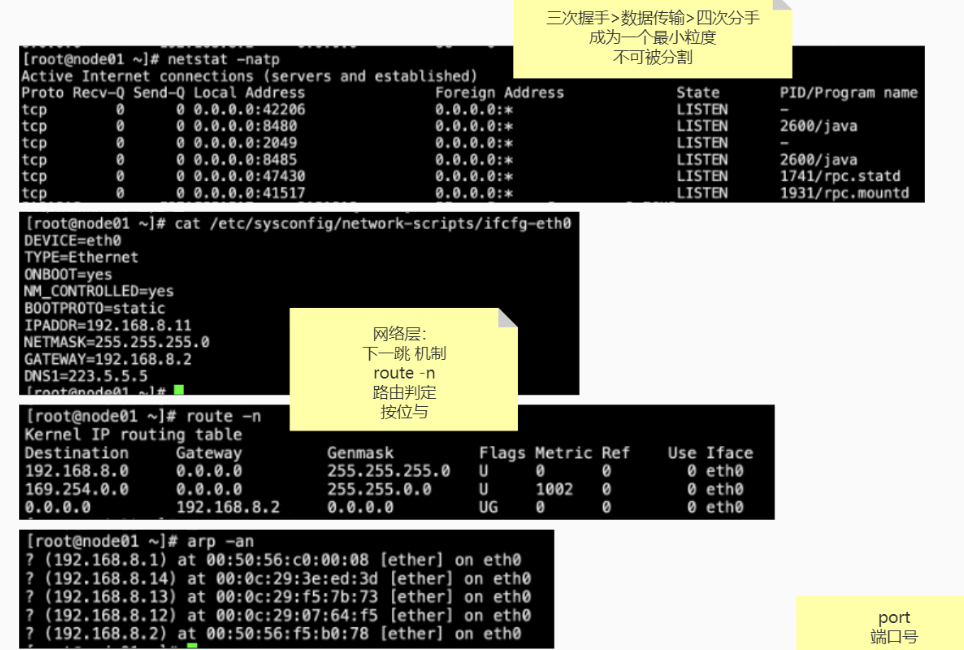 三次握手>数据传输>四次分手
成为一个最小粒度
不可被分割
[root@node01 ~]# netstat -natp
Active Internet connections (servers and established)
Proto Recv-Q Send-Q Local Address Foreign Address State PID/Program name
tcp 0 0 0.0.0.0:42206 0.0.0.0:* LISTEN -
tcp 0 0 0.0.0.0:8480 0.0.0.0:* LISTEN 2600/java
tcp 0 0 0.0.0.0:2049 0.0.0.0:* LISTEN -
tcp 0 0 0.0.0.0:8485 0.0.0.0:* LISTEN 2600/java
tcp 0 0 0.0.0.0:47430 0.0.0.0:* LISTEN 1741/rpc.statd
tcp 0 0 0.0.0.0:41517 0.0.0.0:* LISTEN 1931/rpc.mountd
[root@node01 ~]# cat /etc/sysconfig/network-scripts/ifcfg-eth0
DEVICE=eth0
TYPE=Ethernet
ONBOOT=yes
NM_CONTROLLED=yes
BOOTPROTO=static
IPADDR=192.168.8.11
NETMASK=255.255.255.0
GATEWAY=192.168.8.2
DNS1=223.5.5.5
[root@node01 ~]#
网络层:
下一跳 机制
route -n
路由判定
按位与
[root@node01 ~]# route -n
Kernel IP routing table
Destination Gateway Genmask Flags Metric Ref Use Iface
192.168.8.0 0.0.0.0 255.255.255.0 U 0 0 0 eth0
169.254.0.0 0.0.0.0 255.255.0.0 U 1002 0 0 eth0
0.0.0.0 192.168.8.2 0.0.0.0 UG 0 0 0 eth0
[root@node01 ~]# arp -an
? (192.168.8.1) at 00:50:56:c0:00:08 [ether] on eth0
? (192.168.8.14) at 00:0c:29:3e:ed:3d [ether] on eth0
? (192.168.8.13) at 00:0c:29:f5:7b:73 [ether] on eth0
? (192.168.8.12) at 00:0c:29:07:64:f5 [ether] on eth0
? (192.168.8.2) at 00:50:56:f5:b0:78 [ether] on eth0
port
端口号